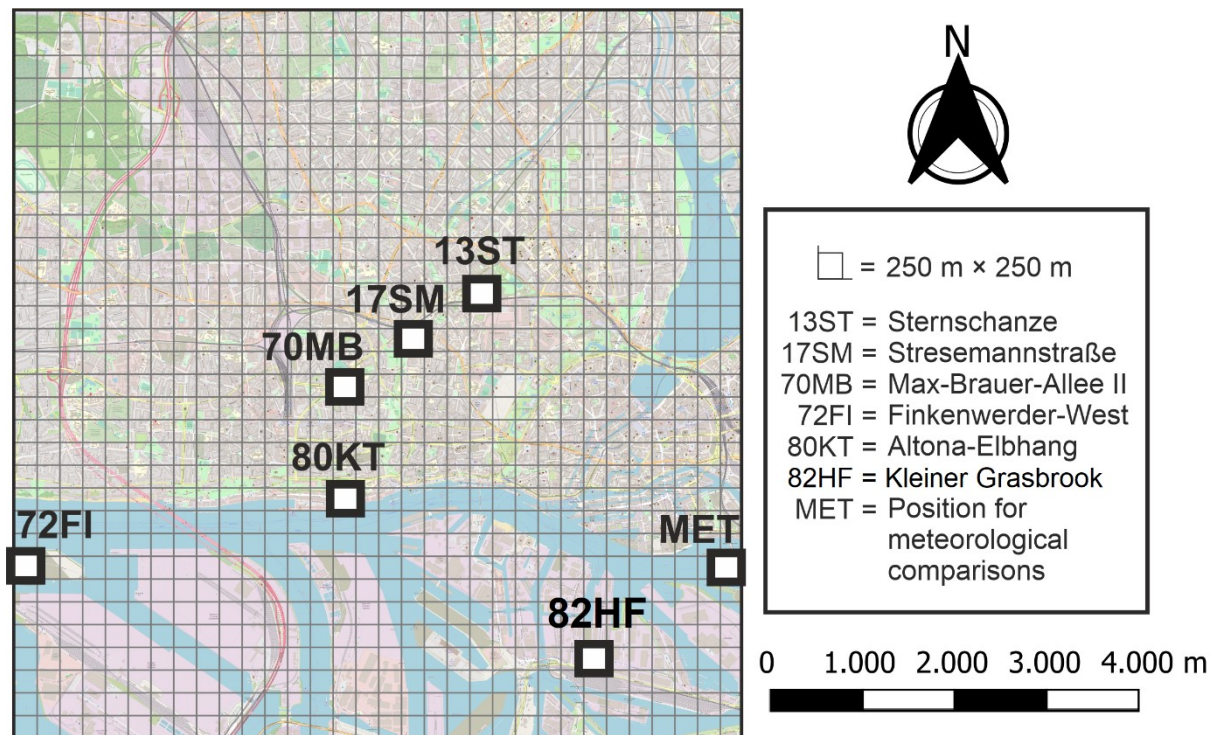 N
13ST
17SM
70MB
80KT
72FI
MET
82HF
= 250 m × 250 m
13ST = Sternschanze
17SM = Stresemannstraße
70MB = Max-Brauer-Allee II
72FI = Finkenwerder-West
80KT = Altona-Elbhang
82HF = Kleiner Grasbrook
MET = Position for
meteorological
comparisons
0 1.000 2.000 3.000 4.000 m